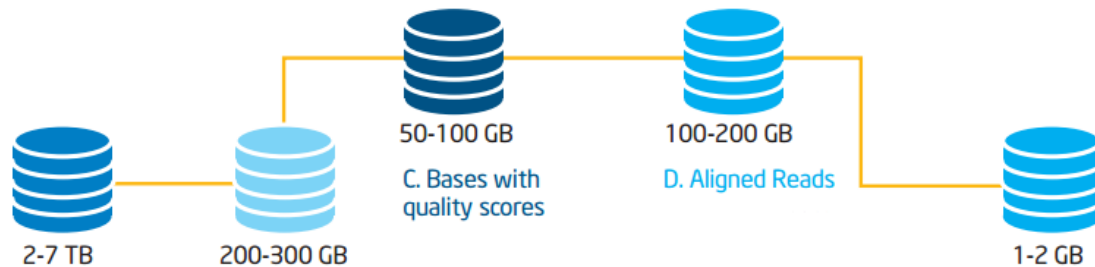 50-100 GB
100-200 GB
C. Bases with
quality scores
D. Aligned Reads
2-7 TB
200-300 GB
1-2 GB